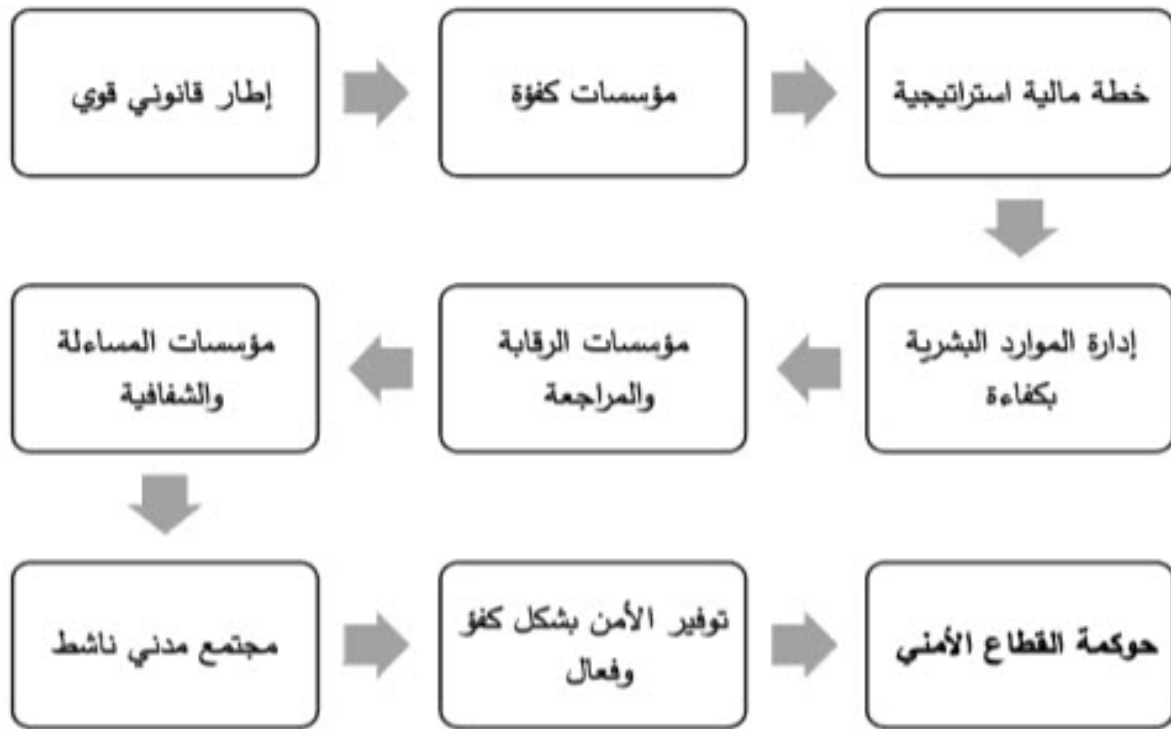 إطار قانوني قوي
مؤسسات كفؤة
خطة مالية استراتيجية
إدارة الموارد البشرية
بكفاءة
مؤسسات الرقابة
والمراجعة
مؤسسات المساءلة
والشفافية
مجتمع مدني ناشط
توفير الأمن بشكل كفؤ
وفعال
حوكمة القطاع الأمني